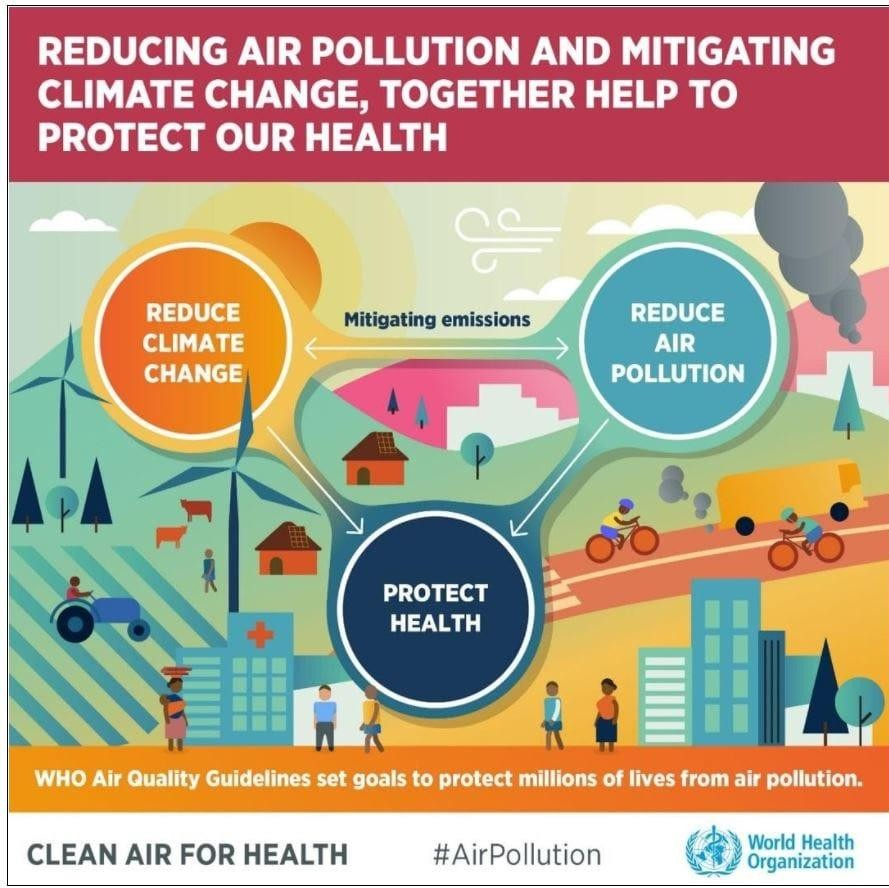 REDUCING AIR POLLUTION AND MITIGATING
CLIMATE CHANGE, TOGETHER HELP TO
PROTECT OUR HEALTH
REDUCE
CLIMATE
CHANGE
Mitigating emissions
REDUCE
AIR
POLLUTION
PROTECT
HEALTH
WHO Air Quality Guidelines set goals to protect millions of lives from air pollution.
CLEAN AIR FOR HEALTH
#AirPollution
World Health
Organization